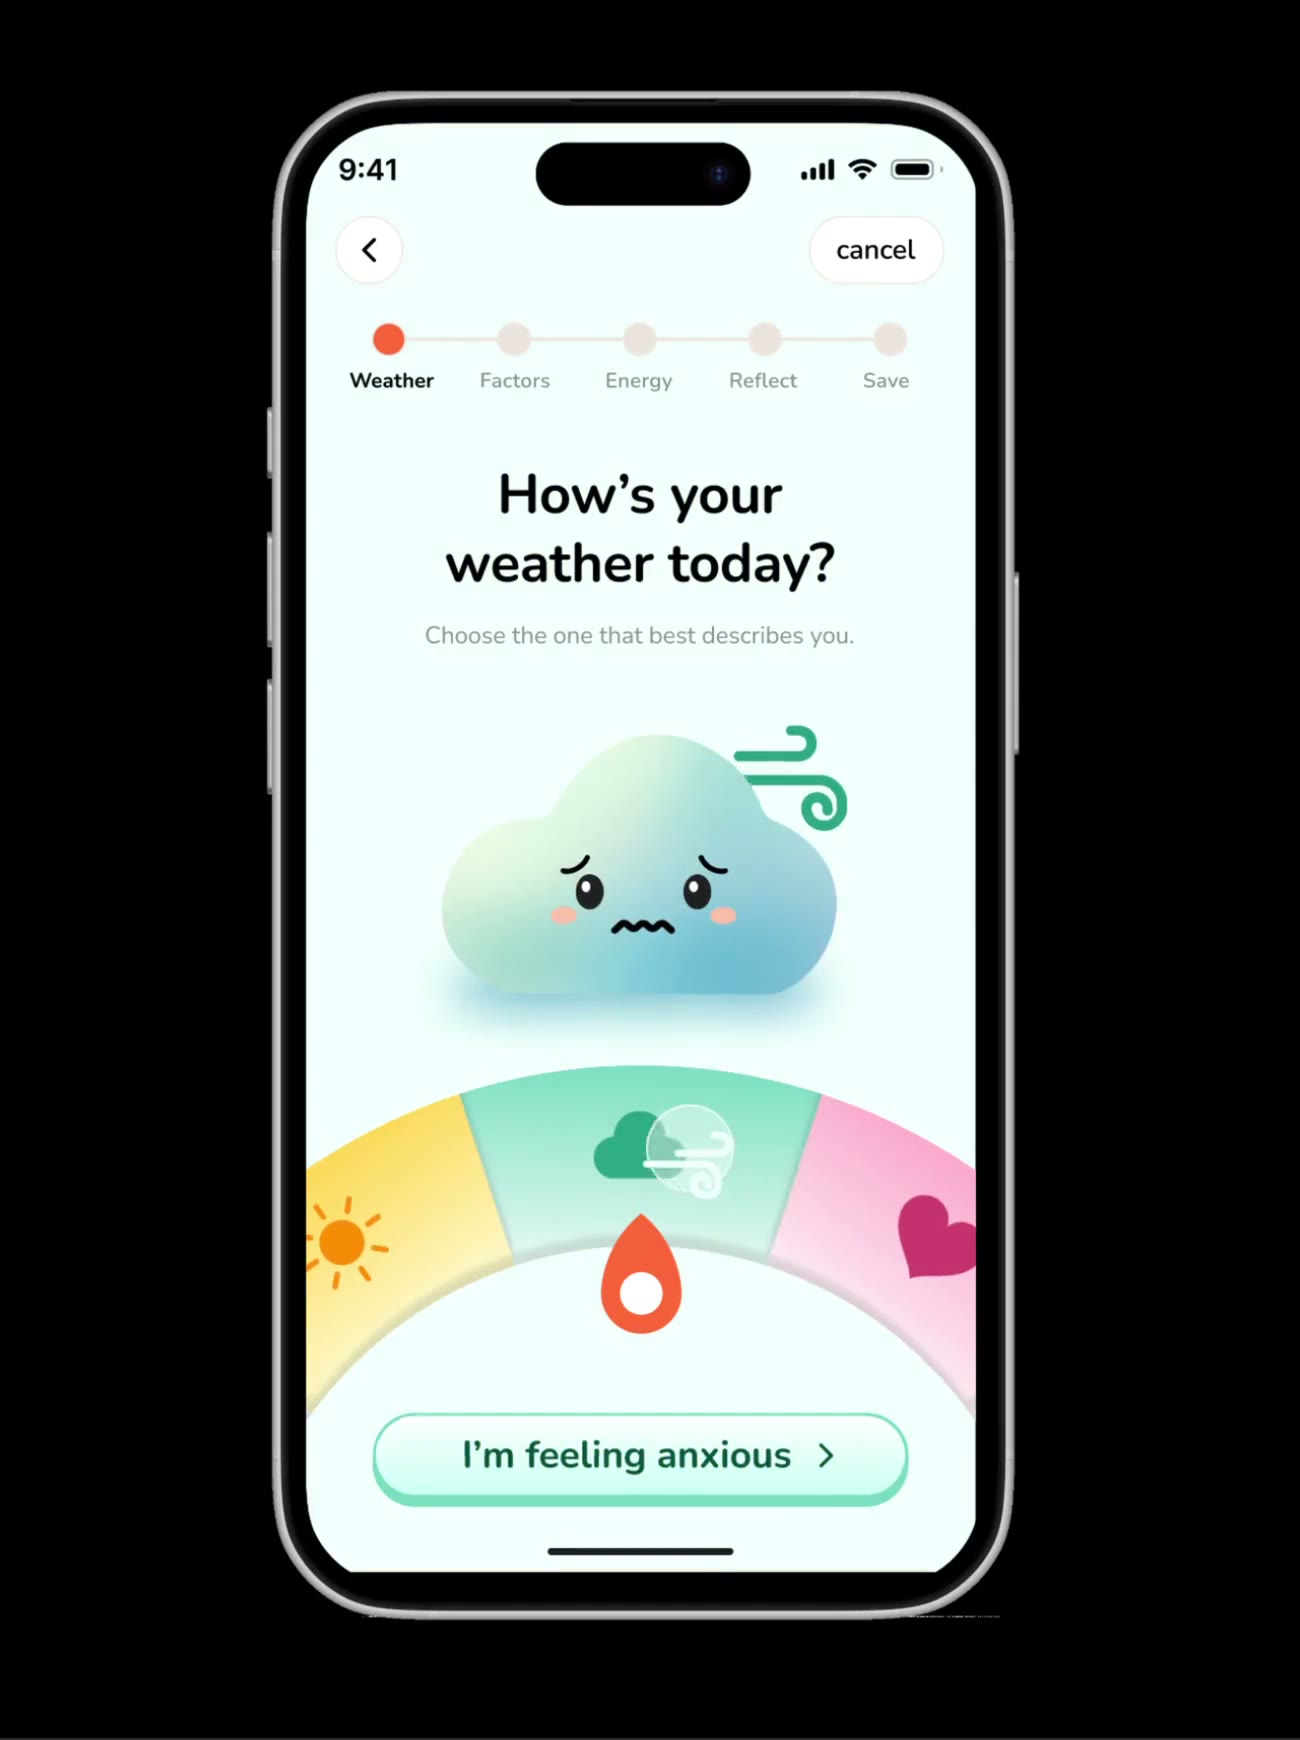 9:41
cancel
Weather
Factors
Energy
Reflect
Save
How’s your
weather today?
Choose the one that best describes you.
I’m feeling anxious